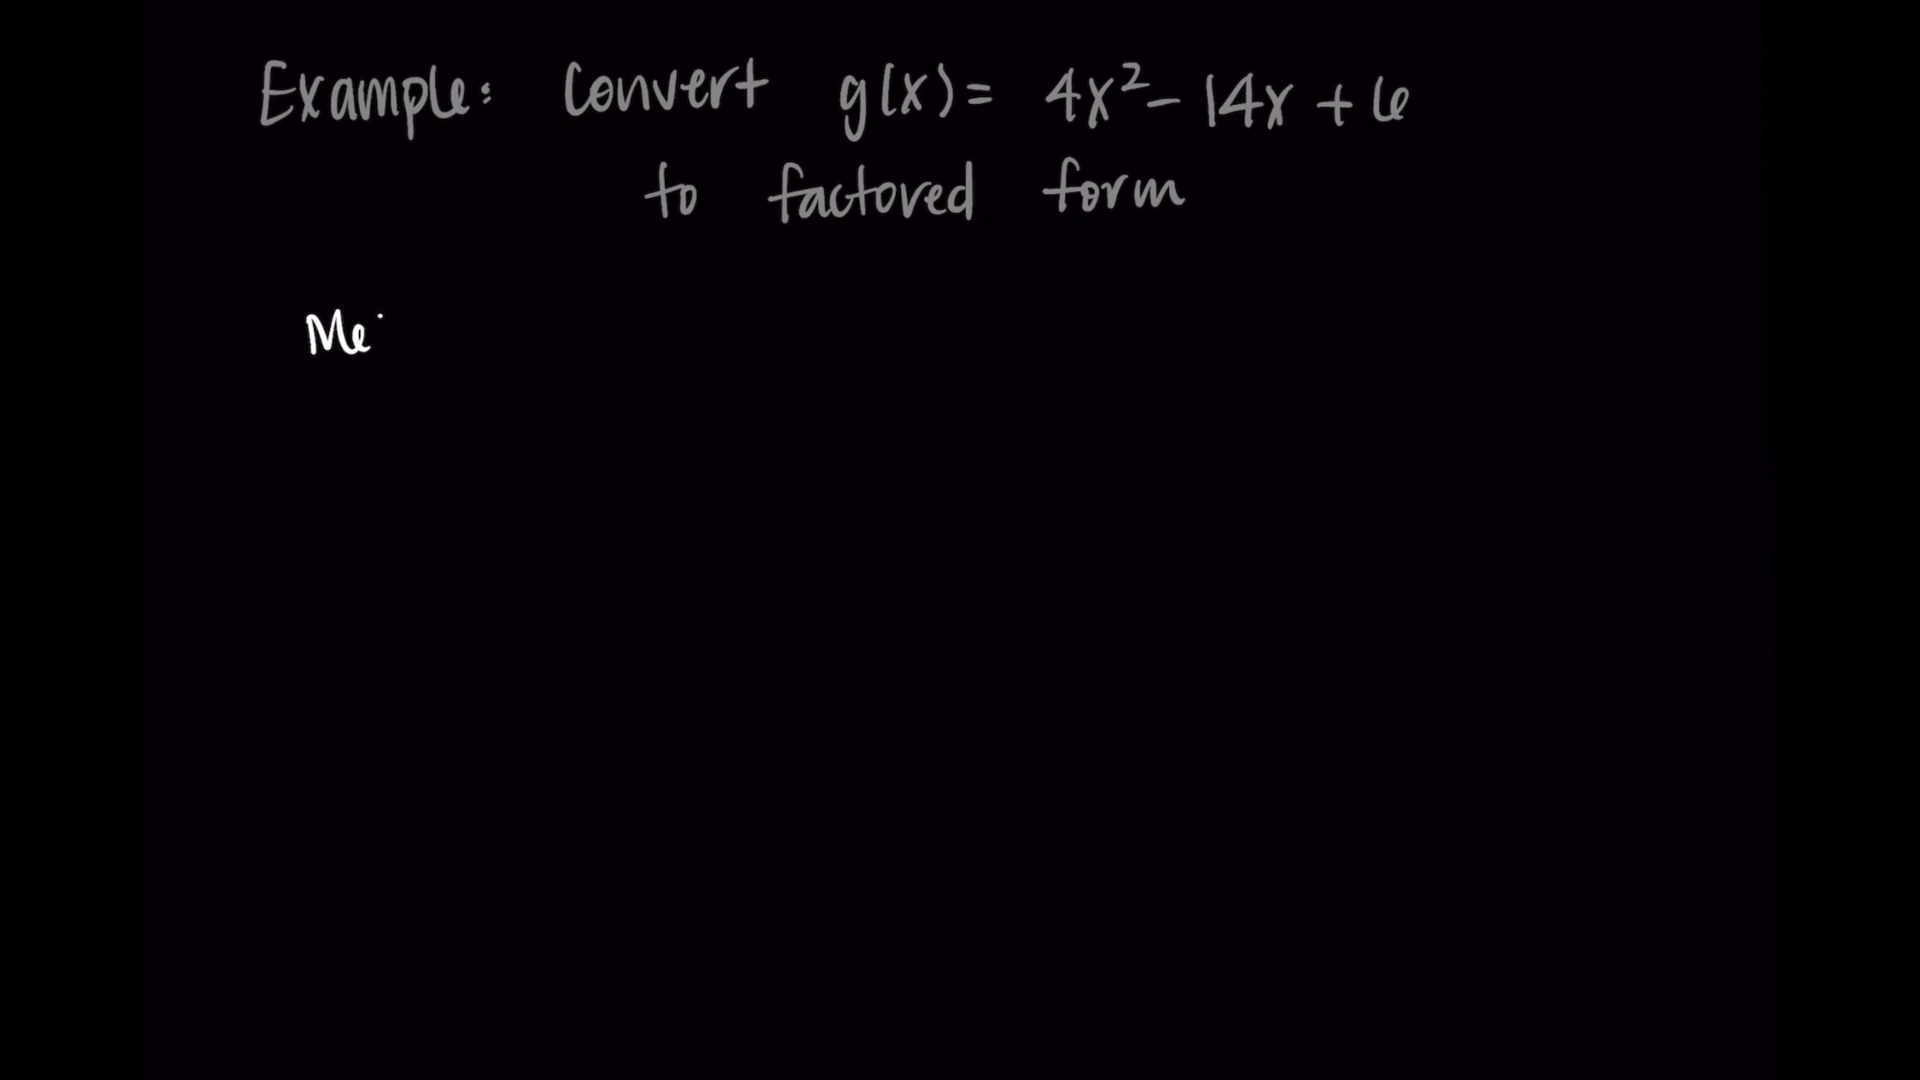 Example: Convert g(x) = 4x² - 14x + 6
to factored form
Me